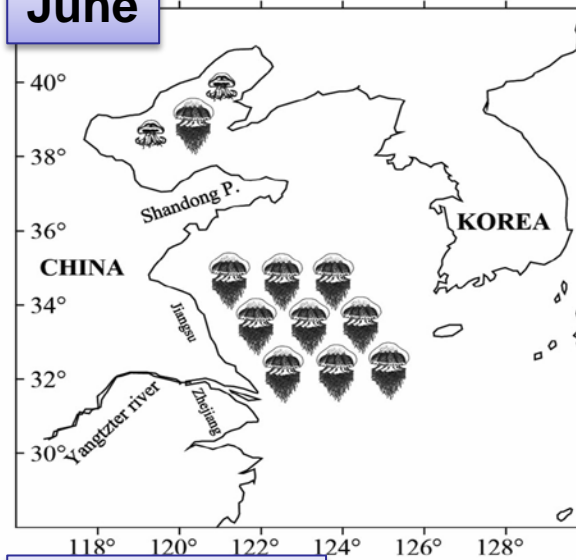 June
40°
38°
Shandong P.
36°
KOREA
CHINA
34°
Jiangsu
32°
Zhejiang
Yangtzter river
30°
118° 120° 122° 124° 126° 128°